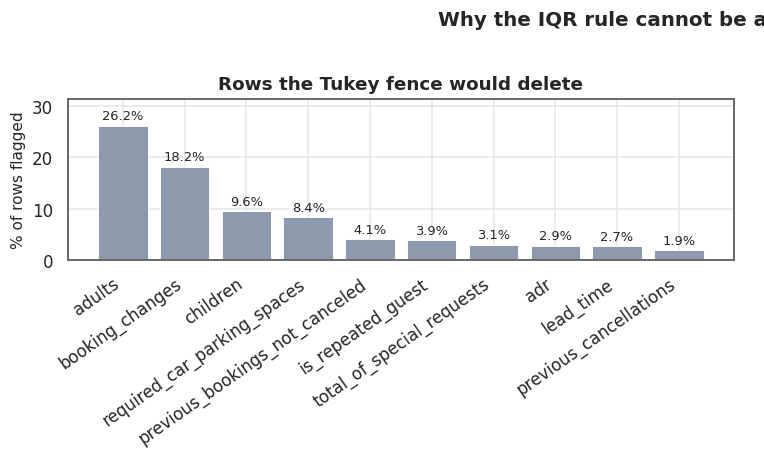 Why the IQR rule cannot be a
Rows the Tukey fence would delete
% of rows flagged
30
20
10
0
26.2%
18.2%
9.6%
8.4%
4.1%
3.9%
3.1%
2.9%
2.7%
1.9%
adults
booking_changes
children
required_car_parking_spaces
previous_bookings_not_canceled
is_repeated_guest
total_of_special_requests
adr
lead_time
previous_cancellations